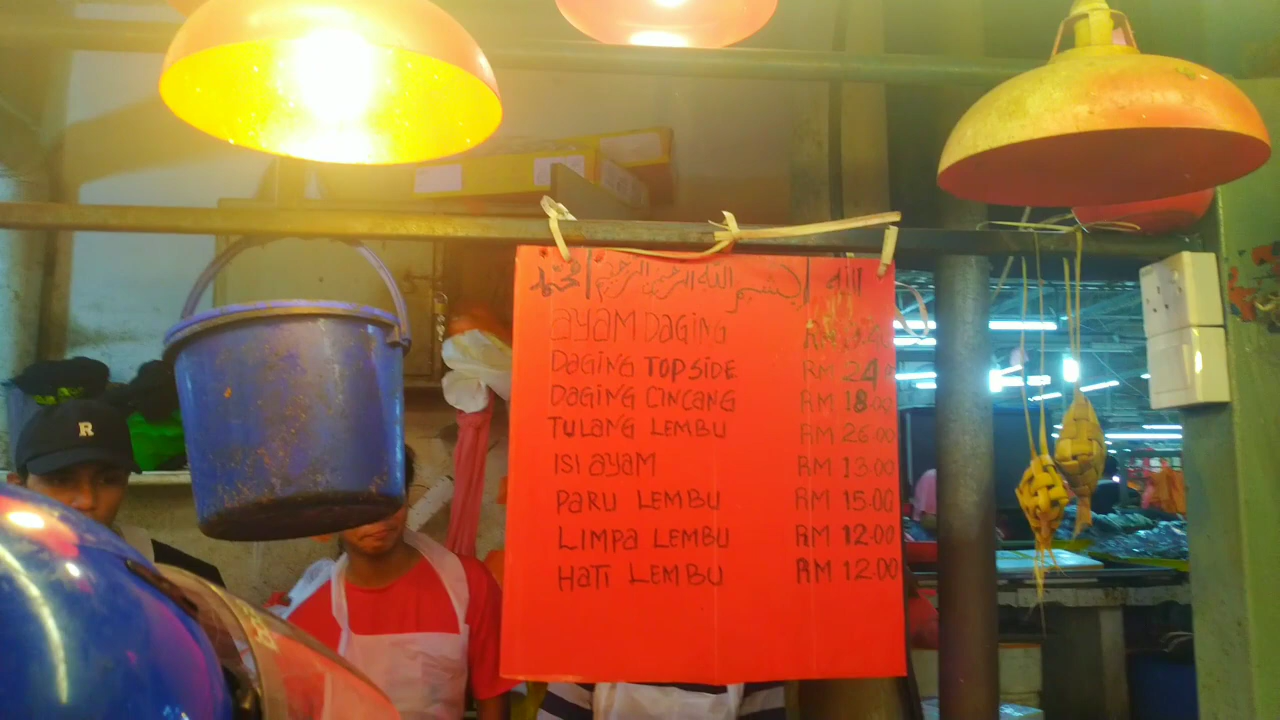 بسم الله الرحمن الرحيم
R
AYAM DAGING RM
DAGING TOPSIDE RM 24
DAGING CINCANG RM 18.00
TULANG LEMBU RM 26.00
ISI AYAM RM 13.00
PARU LEMBU RM 15.00
LIMPA LEMBU RM 12.00
HATI LEMBU RM 12.00